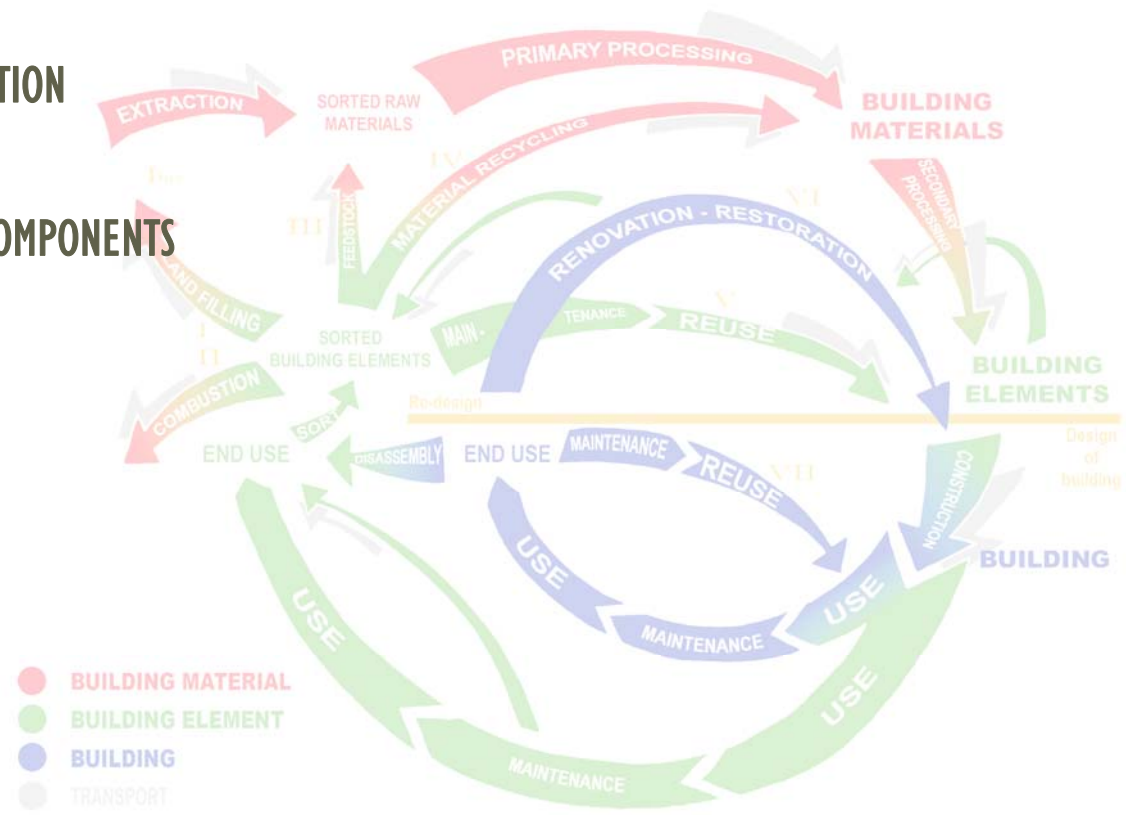 TION
OMPONENTS
EXTRACTION
SORTED RAW
MATERIALS
PRIMARY PROCESSING
BUILDING
MATERIALS
MATERIAL RECYCLING
IV
III
FEEDSTOCK
SECONDARY
PROCESSING
RENOVATION - RESTORATION
VI
AND FILLING
I
II
COMBUSTION
SORTED
BUILDING ELEMENTS
MAIN -
TENANCE
REUSE
V
BUILDING
ELEMENTS
Re-design
Design
of
building
SORT
END USE
DISASSEMBLY
END USE
MAINTENANCE
REUSE
VII
CONSTRUCTION
BUILDING
USE
USE
MAINTENANCE
USE
USE
MAINTENANCE
BUILDING MATERIAL
BUILDING ELEMENT
BUILDING
TRANSPORT